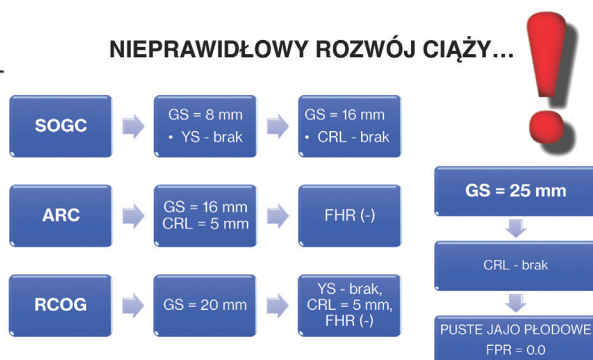 NIEPRAWIDŁOWY ROZWÓJ CIĄŻY...
SOGC
GS = 8 mm
• YS - brak
GS = 16 mm
• CRL - brak
ARC
GS = 16 mm
CRL = 5 mm
FHR (-)
RCOG
GS = 20 mm
YS - brak,
CRL = 5 mm,
FHR (-)
GS = 25 mm
CRL - brak
PUSTE JAJO PŁODOWE
FPR = 0.0